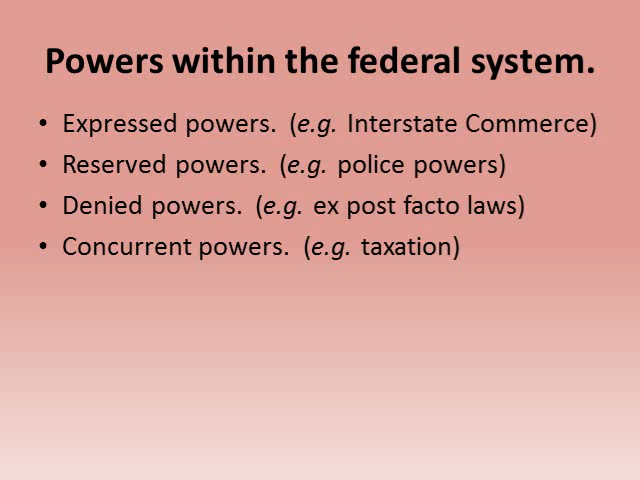 Powers within the federal system.
• Expressed powers. (e.g. Interstate Commerce)
• Reserved powers. (e.g. police powers)
• Denied powers. (e.g. ex post facto laws)
• Concurrent powers. (e.g. taxation)